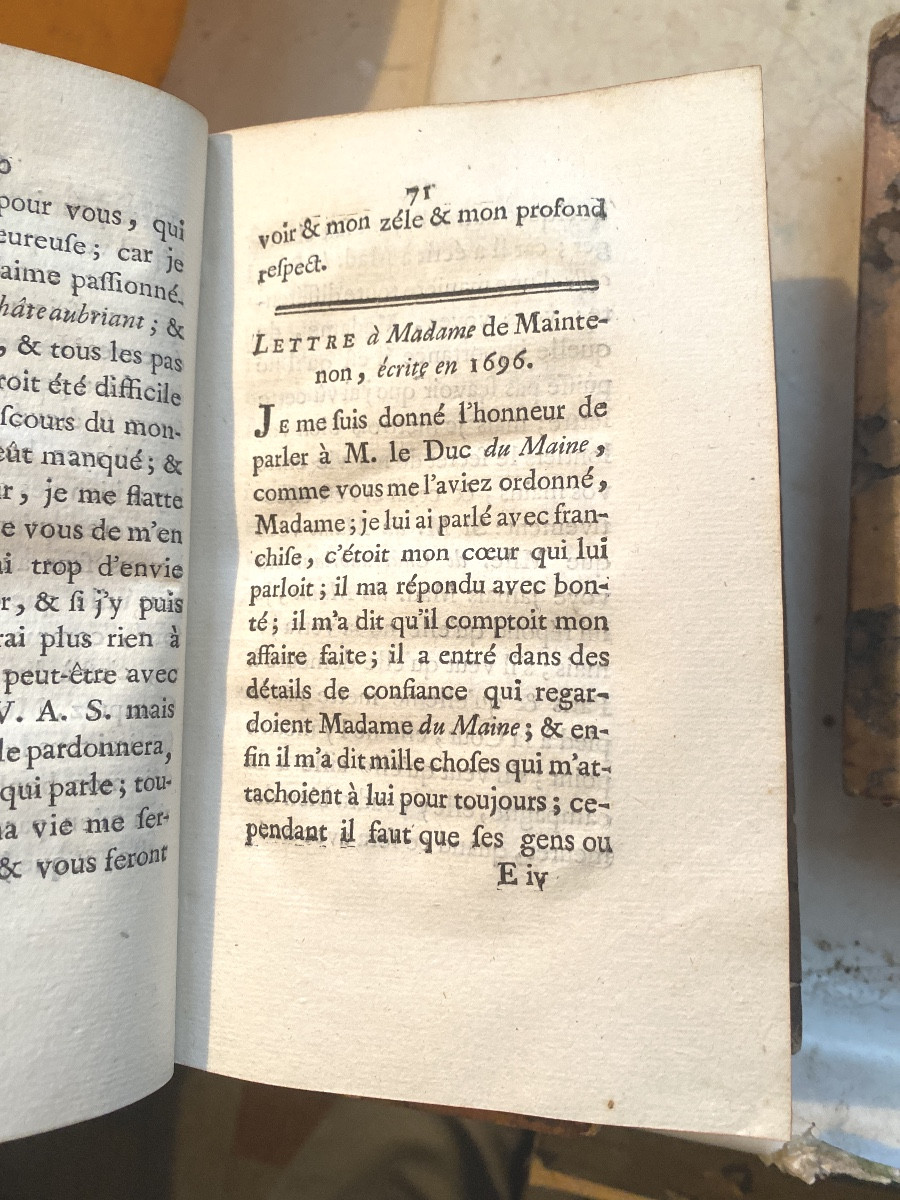 pour vous, qui
eureuſe; car je
aime paſſionné.
hâteaubriant; &
, & tous les pas
roit été difficile
ſcours du mon-
eût manqué; &
r, je me flatte
e vous de m'en
i trop d'envie
r, & ſi j'y puis
rai plus rien à
peut-être avec
V. A. S. mais
le pardonnera,
qui parle; tou-
a vie me ſer-
& vous feront
71
voir & mon zéle & mon profond
reſpect.
LETTRE à Madame de Mainte-
non, écrite en 1696.
JE me ſuis donné l'honneur de
parler à M. le Duc du Maine,
comme vous me l'aviez ordonné,
Madame; je lui ai parlé avec fran-
chiſe, c'étoit mon cœur qui lui
parloit; il ma répondu avec bon-
té; il m'a dit qu'il comptoit mon
affaire faite; il a entré dans des
détails de confiance qui regar-
doient Madame du Maine; & en-
fin il m'a dit mille choſes qui m'at-
tachoient à lui pour toujours; ce-
pendant il faut que ſes gens ou
E iv